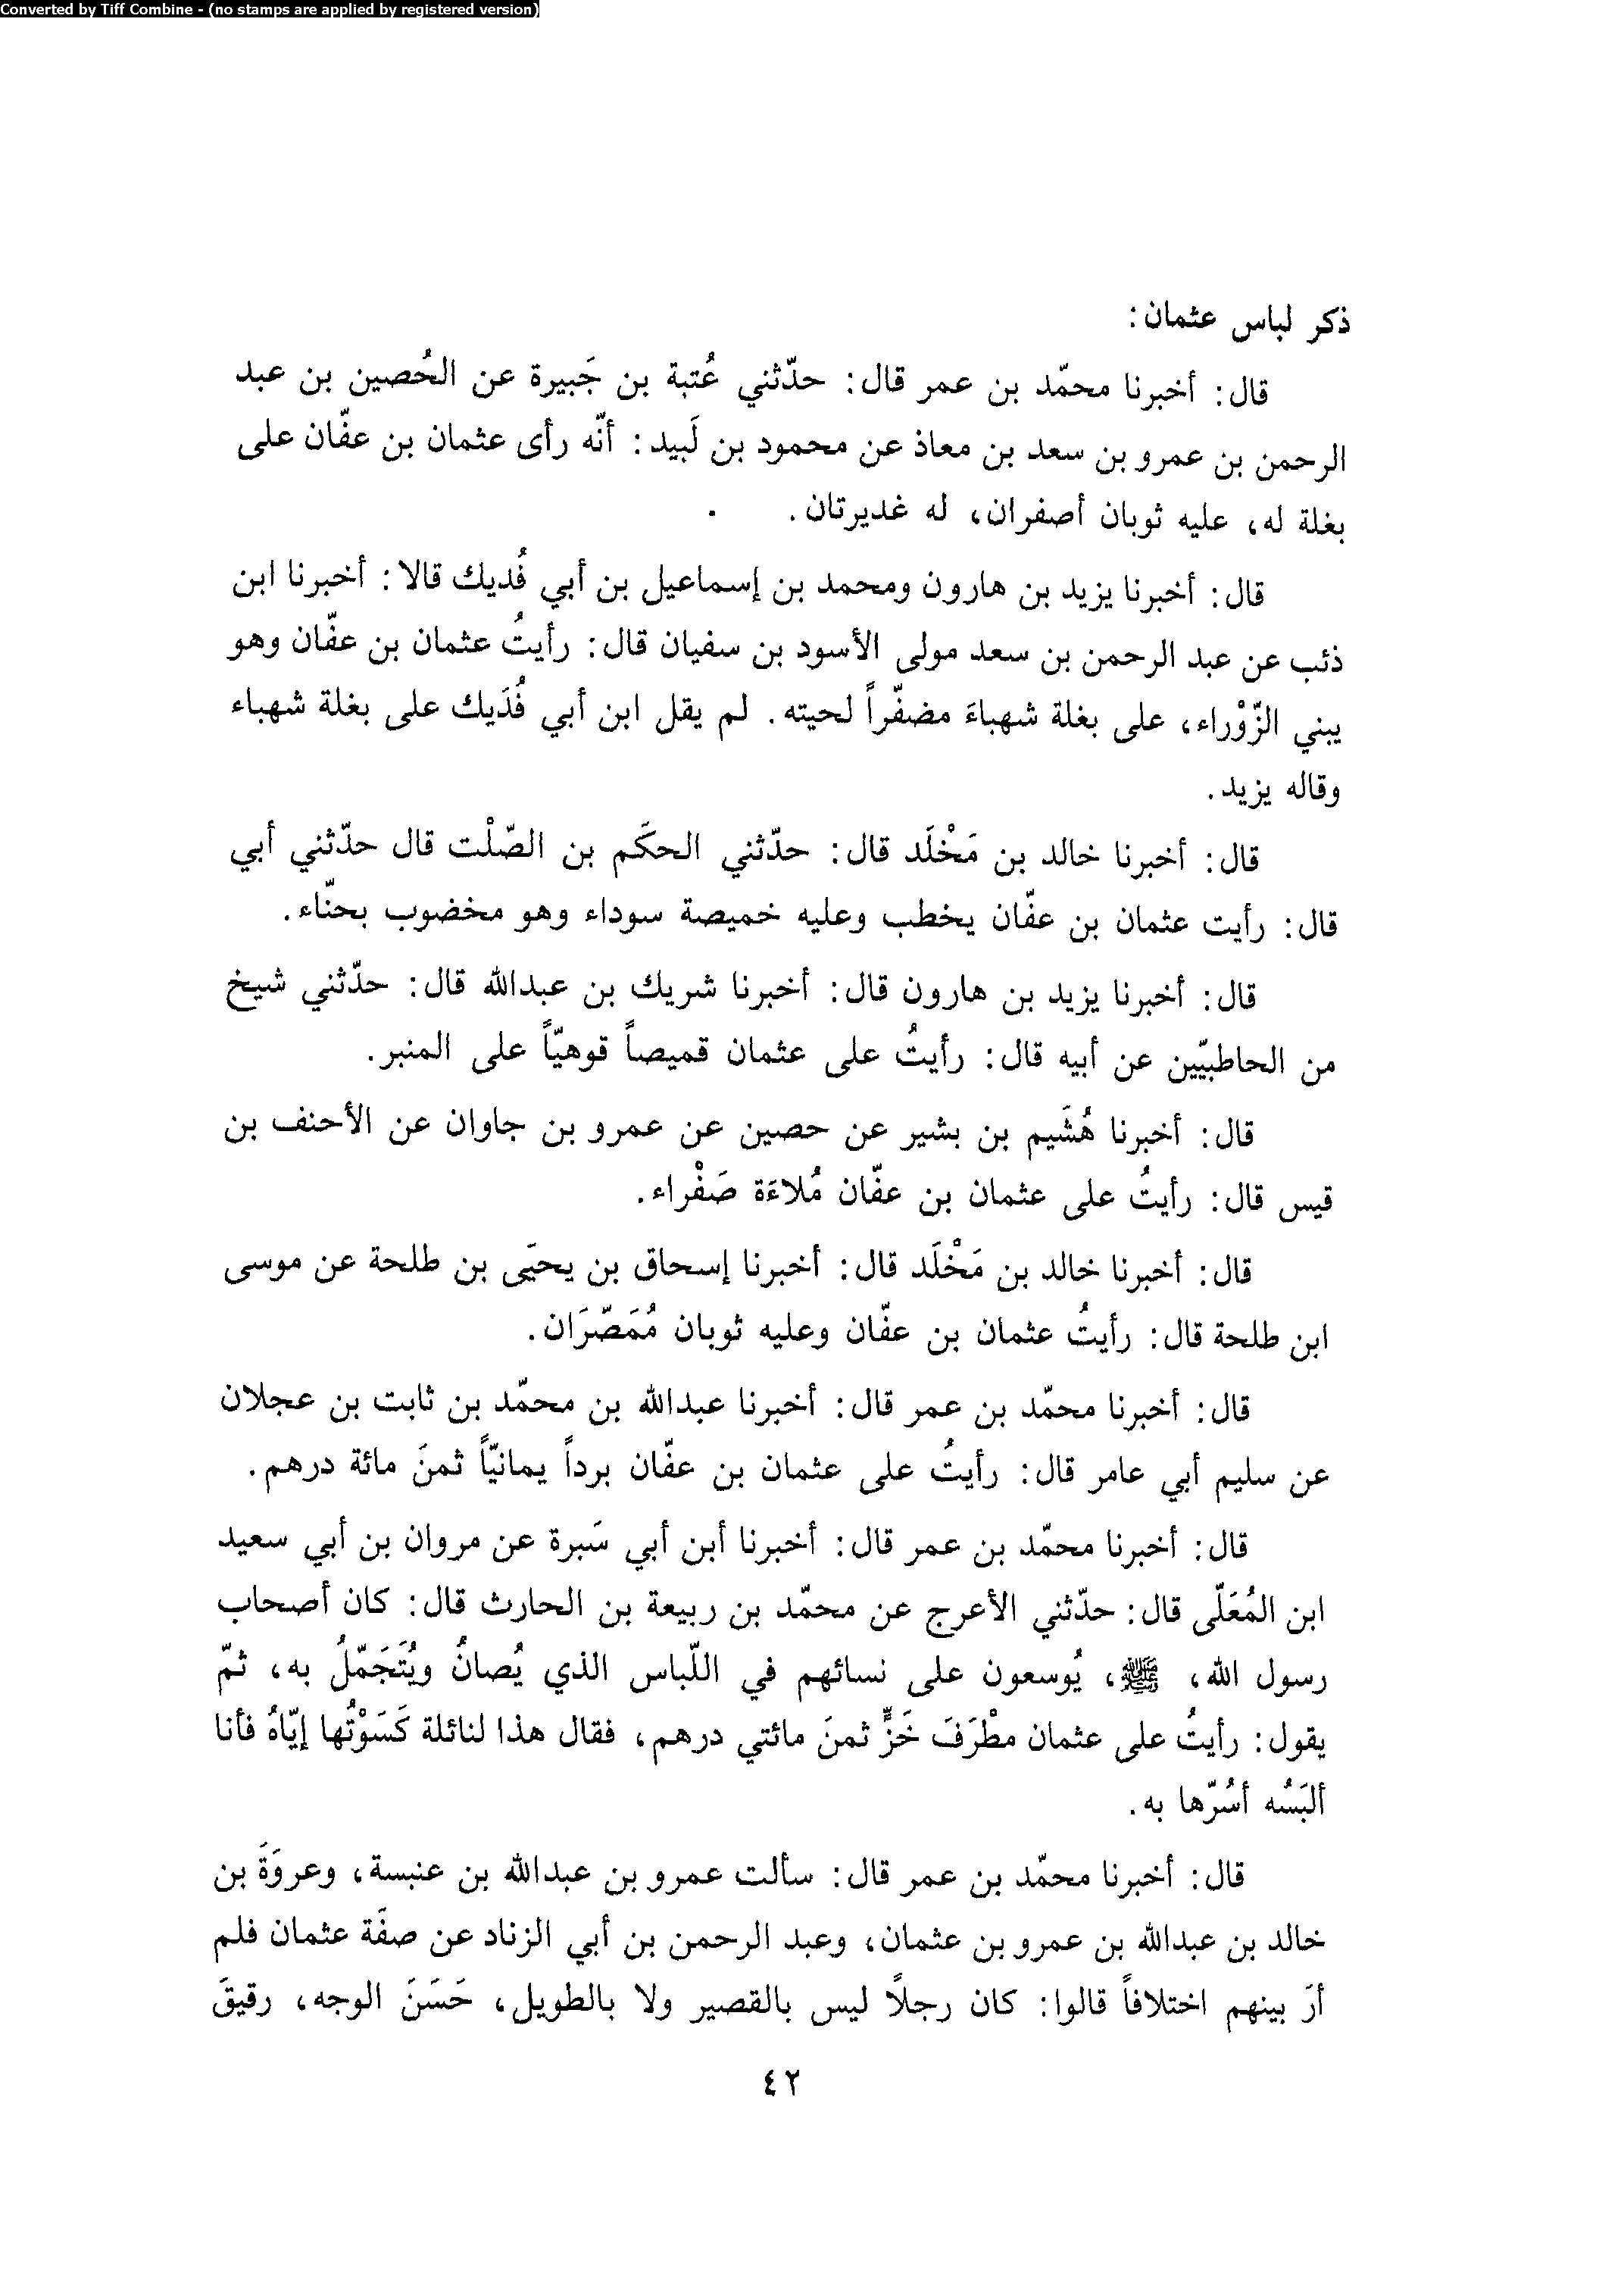 Converted by Tiff Combine - (no stamps are applied by registered version)
ذكر لباس عثمان:
قال: أخبرنا محمّد بن عمر قال: حدّثني عُتبة بن جَبيرة عن الحُصين بن عبد
الرحمن بن عمرو بن سعد بن معاذ عن محمود بن لَبيد: أنّه رأى عثمان بن عفّان على
بغلة له، عليه ثوبان أصفران، له غديرتان.
قال: أخبرنا يزيد بن هارون ومحمد بن إسماعيل بن أبي فُديك قالا: أخبرنا ابن
ذئب عن عبد الرحمن بن سعد مولى الأسود بن سفيان قال: رأيتُ عثمان بن عفّان وهو
يبني الزّوْراء، على بغلة شهباءَ مضفّراً لحيته. لم يقل ابن أبي فُدَيك على بغلة شهباء
وقاله يزيد.
قال: أخبرنا خالد بن مَخْلَد قال: حدّثني الحكَم بن الصّلْت قال حدّثني أبي
قال: رأيت عثمان بن عفّان يخطب وعليه خميصة سوداء وهو مخضوب بحنّاء.
قال: أخبرنا يزيد بن هارون قال: أخبرنا شريك بن عبدالله قال: حدّثني شيخ
من الحاطبيّين عن أبيه قال: رأيتُ على عثمان قميصاً قوهيّاً على المنبر.
قال: أخبرنا هُشَيم بن بشير عن حصين عن عمرو بن جاوان عن الأحنف بن
قيس قال: رأيتُ على عثمان بن عفّان مُلاءَة صَفْراء.
قال: أخبرنا خالد بن مَخْلَد قال: أخبرنا إسحاق بن يحيَى بن طلحة عن موسى
ابن طلحة قال: رأيتُ عثمان بن عفّان وعليه ثوبان مُمَصّرَان.
قال: أخبرنا محمّد بن عمر قال: أخبرنا عبدالله بن محمّد بن ثابت بن عجلان
عن سليم أبي عامر قال: رأيتُ على عثمان بن عفّان برداً يمانيّاً ثمنَ مائة درهم.
قال: أخبرنا محمّد بن عمر قال: أخبرنا أبن أبي سَبرة عن مروان بن أبي سعيد
ابن المُعَلّى قال: حدّثني الأعرج عن محمّد بن ربيعة بن الحارث قال: كان أصحاب
رسول الله، ﷺ، يُوسعون على نسائهم في اللّباس الذي يُصانُ ويُتَجَمّلُ به، ثمّ
يقول: رأيتُ على عثمان مطْرَفَ خَزٍّ ثمنَ مائتي درهم، فقال هذا لنائلة كَسَوْتُها إيّاهُ فأنا
ألبَسُه أسُرّها به.
قال: أخبرنا محمّد بن عمر قال: سألت عمرو بن عبدالله بن عنبسة، وعروَةَ بن
خالد بن عبدالله بن عمرو بن عثمان، وعبد الرحمن بن أبي الزناد عن صفَة عثمان فلم
أرَ بينهم اختلافاً قالوا: كان رجلاً ليس بالقصير ولا بالطويل، حَسَنَ الوجه، رقيقَ
٤٢